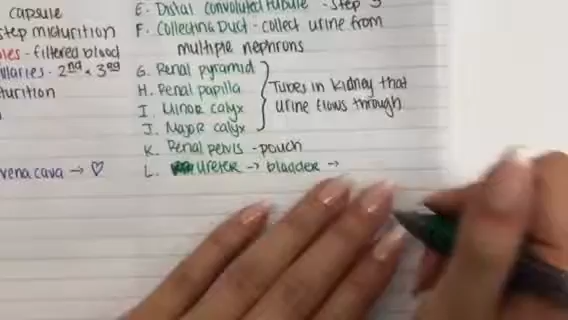 capsule
step micturition
les - filtered blood
ularies - 2nd & 3rd
turition
vena cava → ♡
E. Distal convoluted tubule - step 3
F. Collecting Duct - collect urine from
multiple nephrons
G. Renal pyramid
H. Renal papilla
I. Minor calyx
J. Major calyx
Tubes in kidney that
urine flows through
K. Renal pelvis - pouch
L. ureter → bladder →